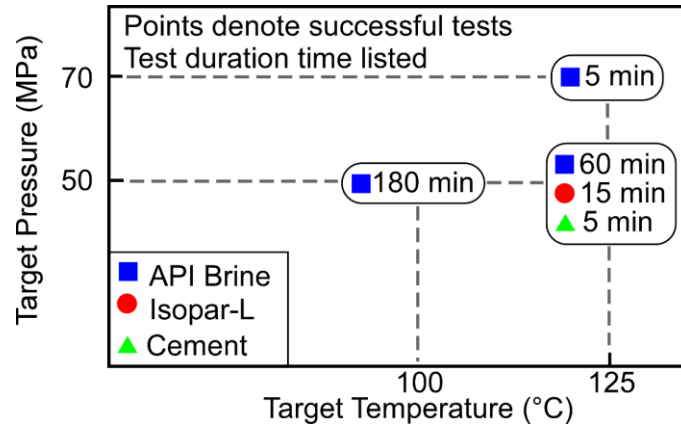 Points denote successful tests
Test duration time listed
Target Pressure (MPa)
70
5 min
50
180 min
60 min
15 min
5 min
API Brine
Isopar-L
Cement
100
125
Target Temperature (°C)